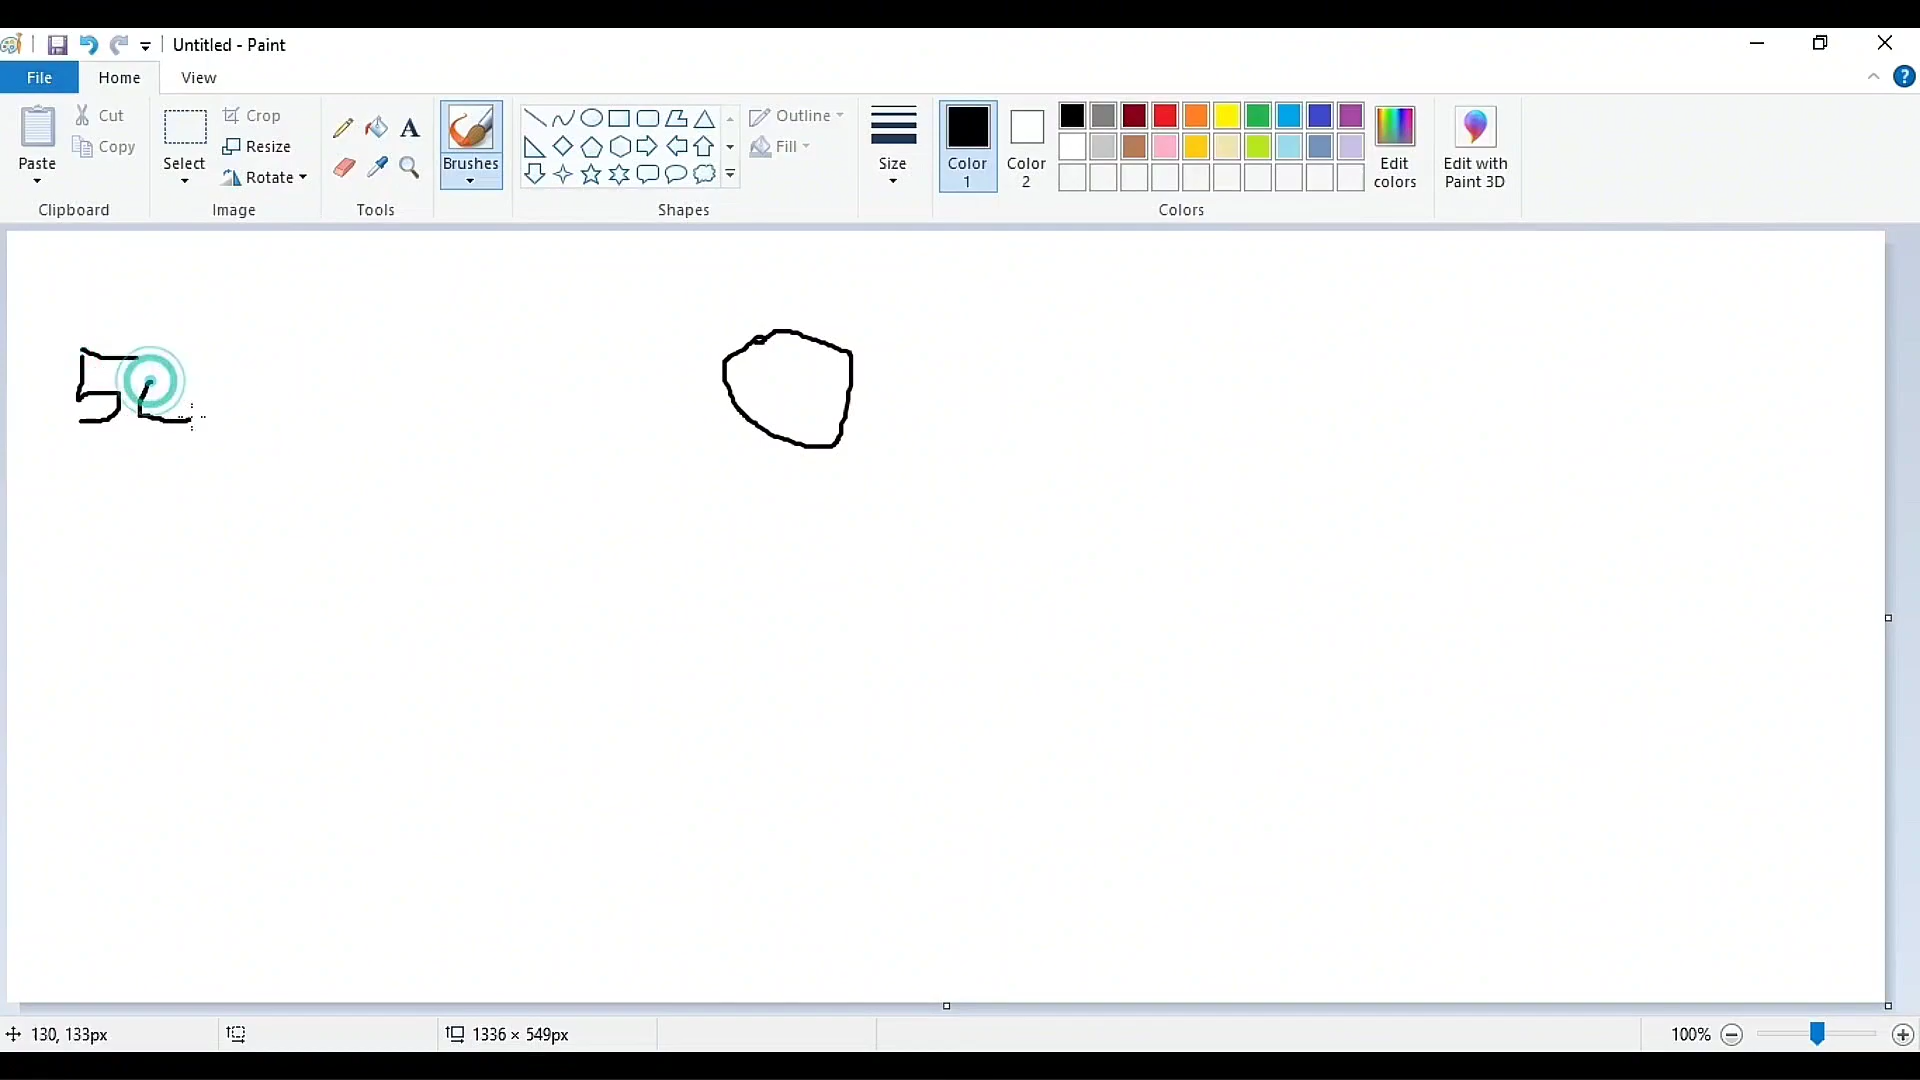 Untitled - Paint
File Home View
Paste
Cut
Copy
Clipboard
Select
Crop
Resize
Rotate
Image
A
Tools
Brushes
Shapes
Outline
Fill
Size
Color 1
Color 2
Colors
Edit colors
Edit with Paint 3D
?
130, 133px
1336 × 549px
100%